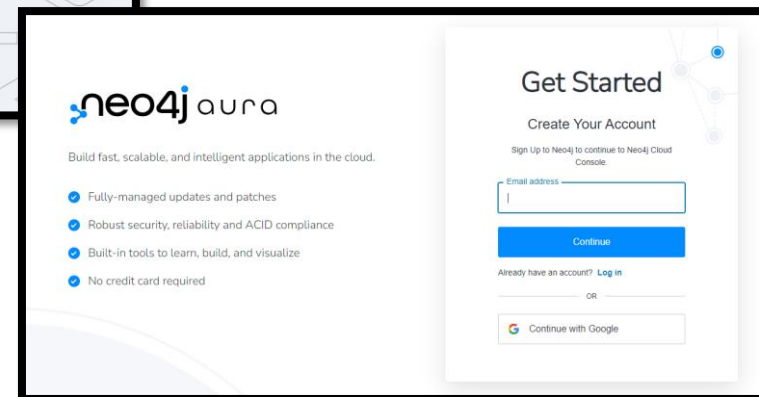 neo4j aura
Build fast, scalable, and intelligent applications in the cloud.
Fully-managed updates and patches
Robust security, reliability and ACID compliance
Built-in tools to learn, build, and visualize
No credit card required
Get Started
Create Your Account
Sign Up to Neo4j to continue to Neo4j Cloud
Console.
Email address
Continue
Already have an account? Log in
OR
Continue with Google